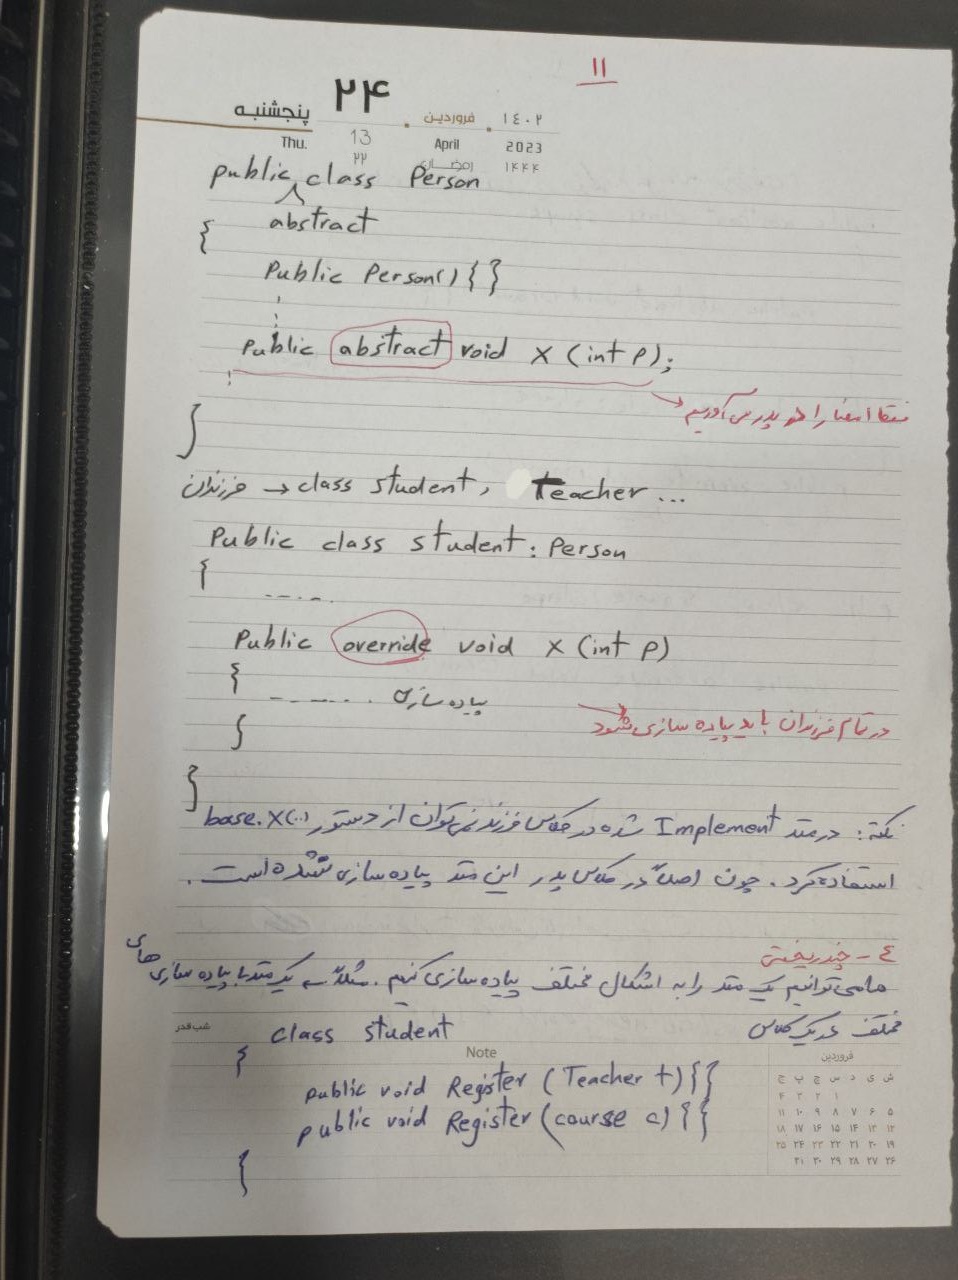 ۱۱
پنجشنبه ۲۴ فروردین ۱۴۰۲
Thu. 13 April 2023
۲۲ رمضان ۱۴۴۴
public class Person
abstract
{
Public Person() { }
Public abstract void X (int P);
فقط امضا را در پدر می‌آوریم
}
فرزندان → class student, Teacher ...
Public class student : Person
{
-----
Public override void X (int P)
{
------- پیاده سازی
در تمام فرزندان باید پیاده سازی شود
}
}
نکته: در متد Implement شده در کلاس فرزند نمی‌توان از دستور base.X(..)
استفاده کرد. چون اصلاً در کلاس پدر این متد پیاده سازی نشده است.
٤ - چندریختی
ما می‌توانیم یک متد را به اشکال مختلف پیاده سازی کنیم. مثلاً یک متد با پیاده سازی های
مختلف در یک کلاس
شب قدر
class student
Note
{
public void Register (Teacher t) { }
public void Register (course c) { }
{
فروردین
ش ی د س چ پ ج
۱ ۲ ۳ ۴
۵ ۶ ۷ ۸ ۹ ۱۰ ۱۱
۱۲ ۱۳ ۱۴ ۱۵ ۱۶ ۱۷ ۱۸
۱۹ ۲۰ ۲۱ ۲۲ ۲۳ ۲۴ ۲۵
۲۶ ۲۷ ۲۸ ۲۹ ۳۰ ۳۱